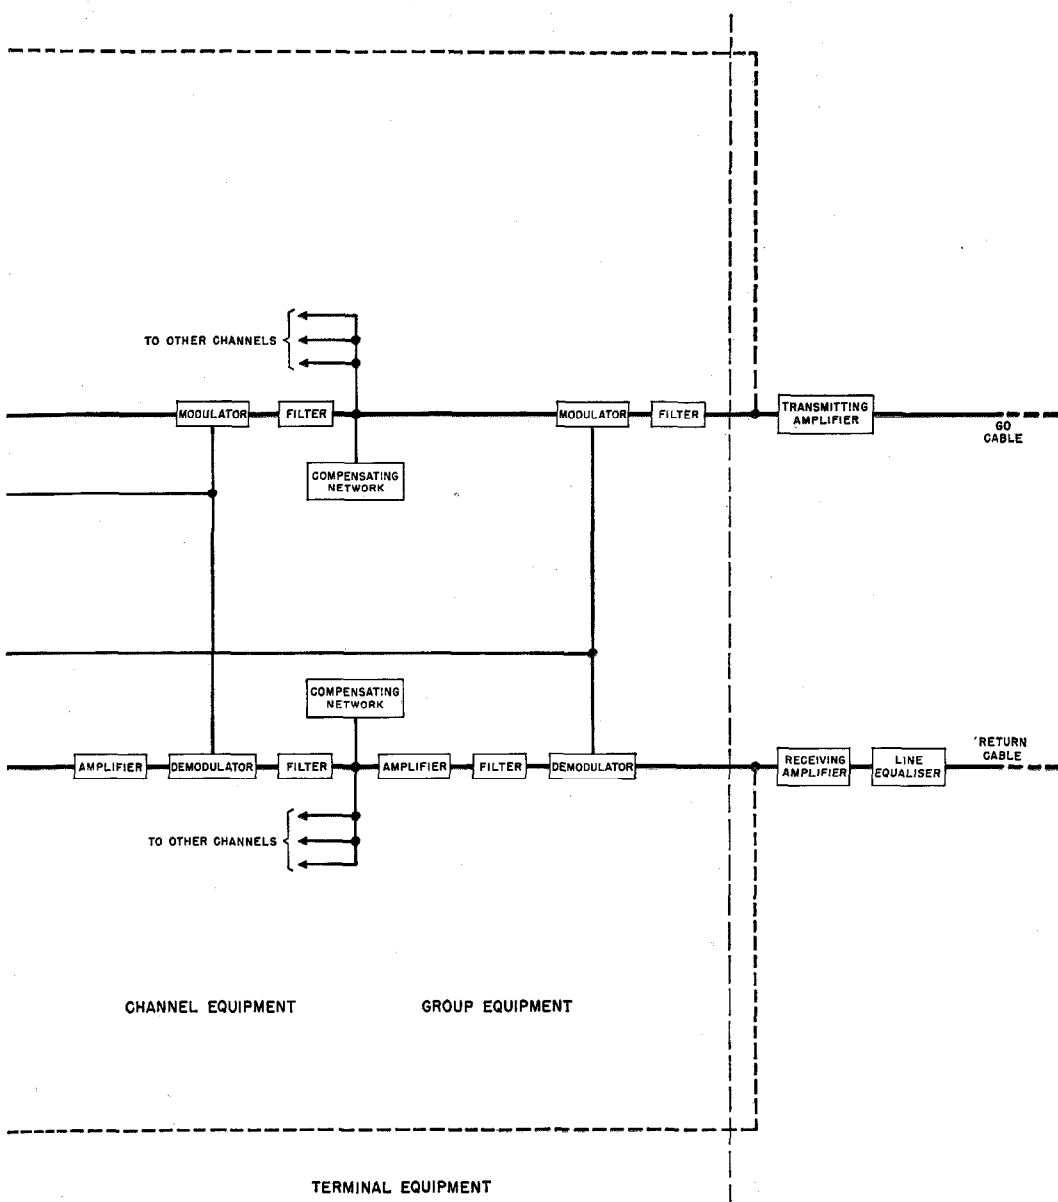 TO OTHER CHANNELS
MODULATOR
FILTER
MODULATOR
FILTER
TRANSMITTING
AMPLIFIER
GO
CABLE
COMPENSATING
NETWORK
COMPENSATING
NETWORK
AMPLIFIER
DEMODULATOR
FILTER
AMPLIFIER
FILTER
DEMODULATOR
RECEIVING
AMPLIFIER
LINE
EQUALISER
RETURN
CABLE
TO OTHER CHANNELS
CHANNEL EQUIPMENT
GROUP EQUIPMENT
TERMINAL EQUIPMENT